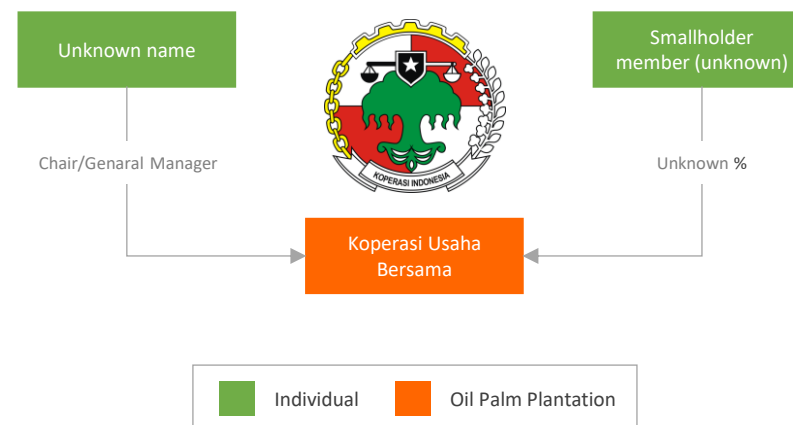 Unknown name
Smallholder
member (unknown)
KOPERASI INDONESIA
Chair/Genaral Manager
Unknown %
Koperasi Usaha
Bersama
Individual
Oil Palm Plantation